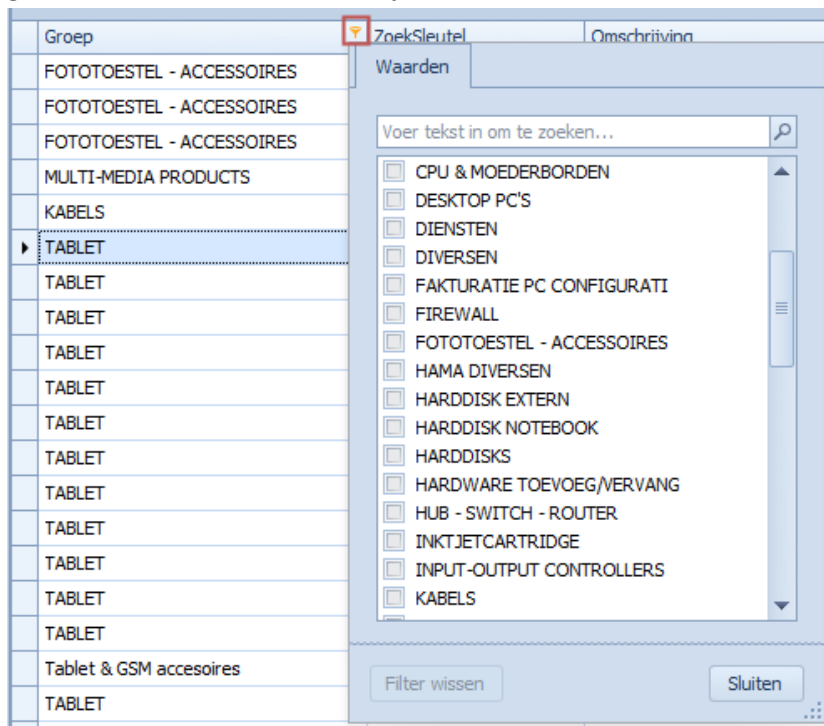 Groep
ZoekSleutel
Omschrijving
FOTOTOESTEL - ACCESSOIRES
FOTOTOESTEL - ACCESSOIRES
FOTOTOESTEL - ACCESSOIRES
MULTI-MEDIA PRODUCTS
KABELS
TABLET
TABLET
TABLET
TABLET
TABLET
TABLET
TABLET
TABLET
TABLET
TABLET
TABLET
TABLET
Tablet & GSM accesoires
TABLET
Waarden
Voer tekst in om te zoeken...
CPU & MOEDERBORDEN
DESKTOP PC'S
DIENSTEN
DIVERSEN
FAKTURATIE PC CONFIGURATI
FIREWALL
FOTOTOESTEL - ACCESSOIRES
HAMA DIVERSEN
HARDDISK EXTERN
HARDDISK NOTEBOOK
HARDDISKS
HARDWARE TOEVOEG/VERVANG
HUB - SWITCH - ROUTER
INKTJETCARTRIDGE
INPUT-OUTPUT CONTROLLERS
KABELS
Filter wissen
Sluiten